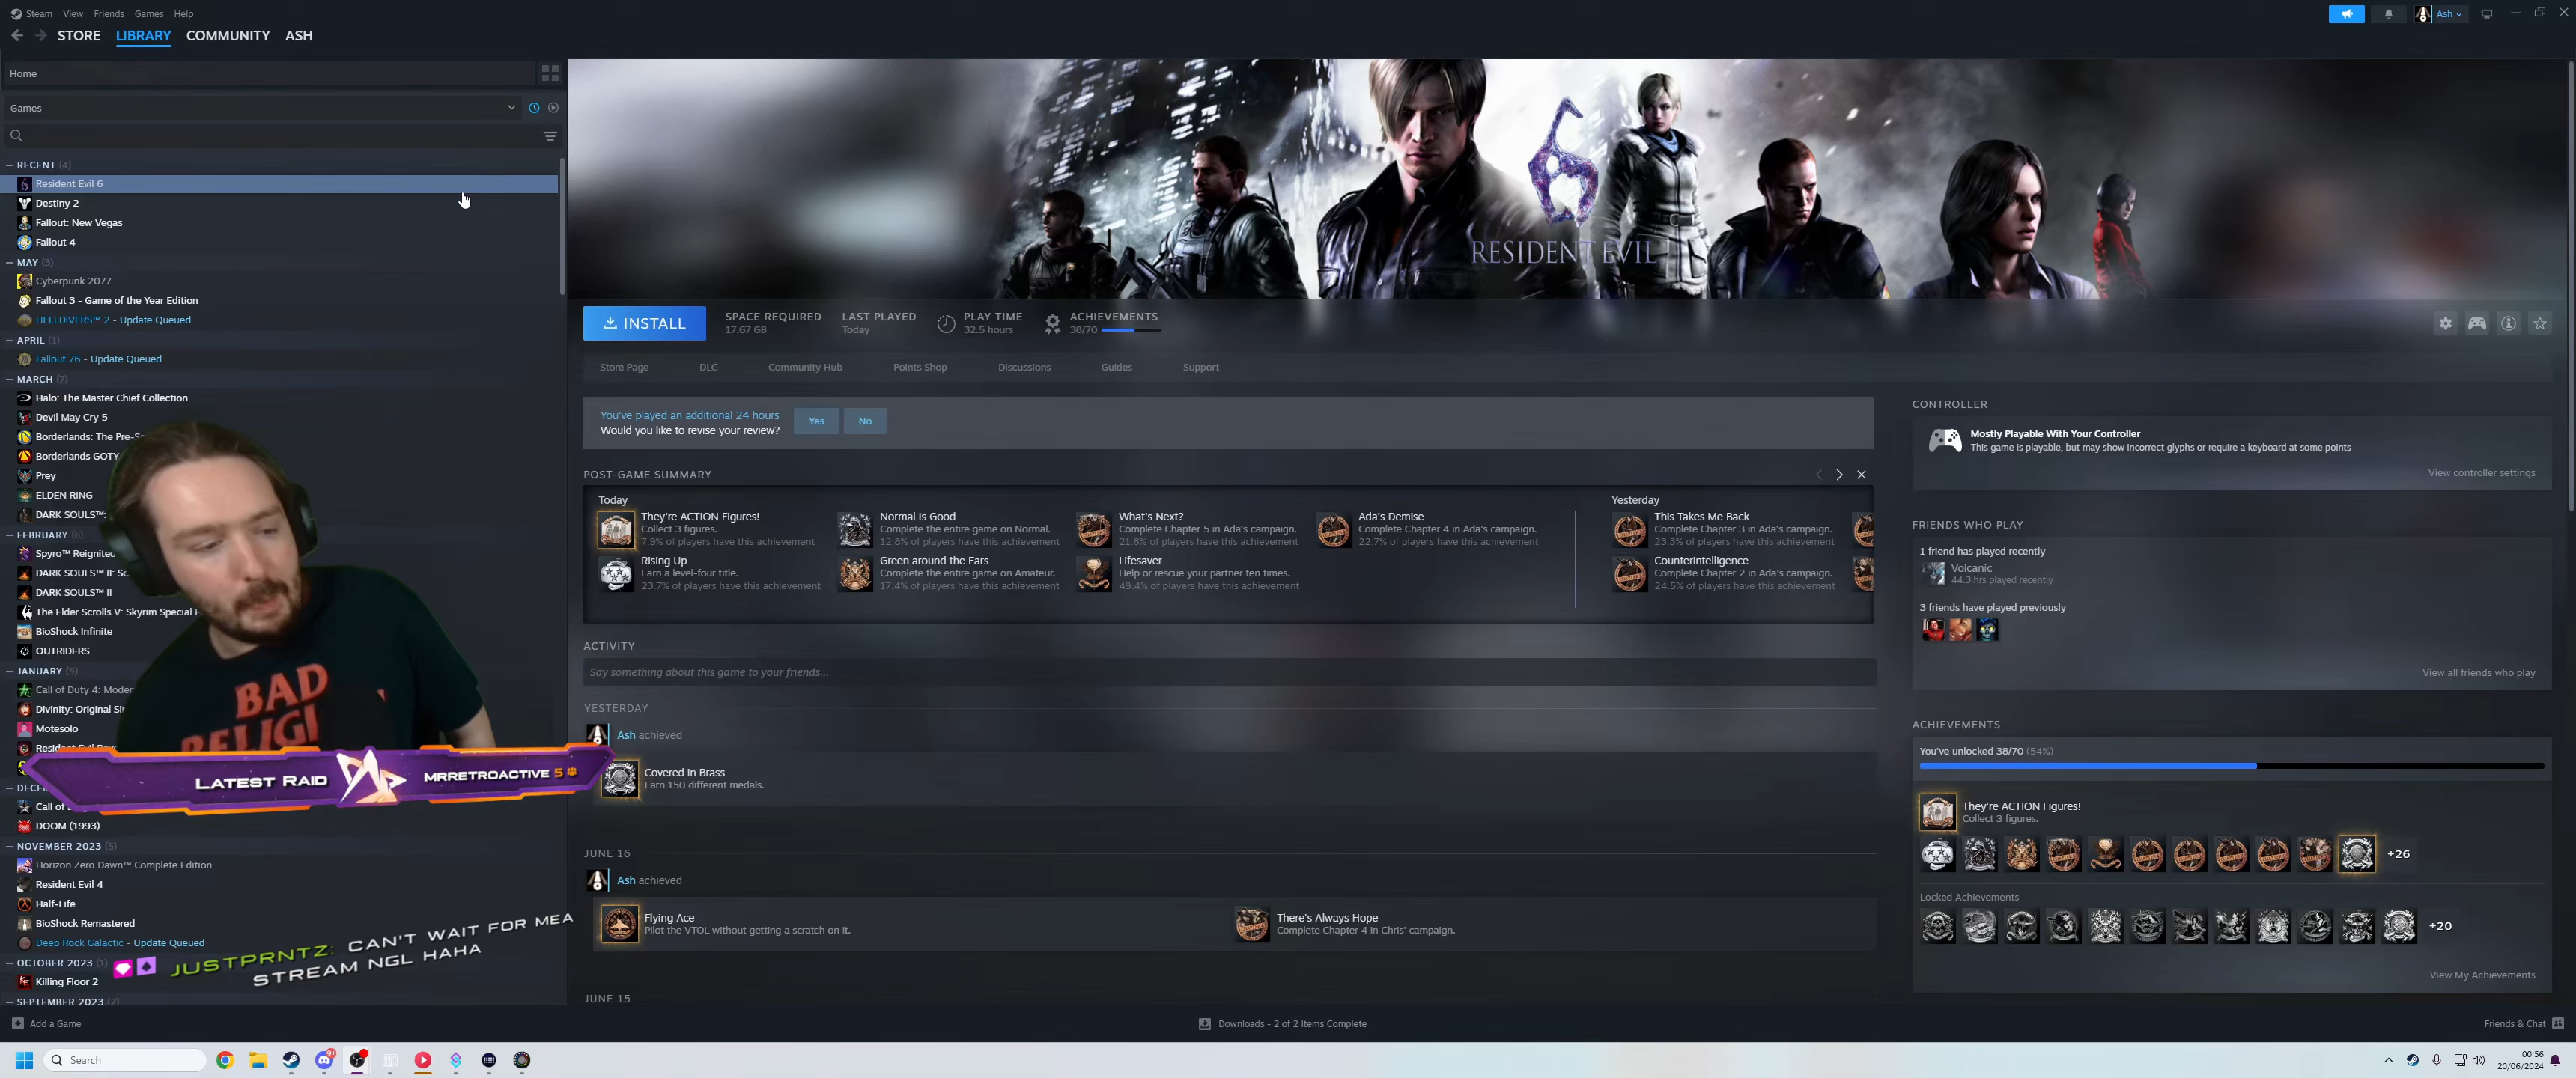 Steam View Friends Games Help
Ash
STORE LIBRARY COMMUNITY ASH
Home
Games
RECENT (4)
Resident Evil 6
Destiny 2
Fallout: New Vegas
Fallout 4
MAY (3)
Cyberpunk 2077
Fallout 3 - Game of the Year Edition
HELLDIVERS™ 2 - Update Queued
APRIL (1)
Fallout 76 - Update Queued
MARCH (7)
Halo: The Master Chief Collection
Devil May Cry 5
Borderlands: The
Borderlands GOTY
Prey
ELDEN RING
DARK SOULS™:
FEBRUARY (6)
Spyro™ Reignited
DARK SOULS™ II:
DARK SOULS™ II
The Elder Scrolls V: Skyrim Special
BioShock Infinite
OUTRIDERS
JANUARY (5)
Call of Duty 4:
Divinity: Original
Motesolo
Resident Evil
BAD
LATEST RAID MRRETROACTIVE 5
Call of
DOOM (1993)
NOVEMBER 2023 (5)
Horizon Zero Dawn™ Complete Edition
Resident Evil 4
Half-Life
BioShock Remastered
Deep Rock Galactic - Update Queued
OCTOBER 2023 (1)
Killing Floor 2
SEPTEMBER 2023 (2)
JUSTPRNTZ: CAN'T WAIT FOR MEA
STREAM NGL HAHA
Add a Game
RESIDENT EVIL
INSTALL
SPACE REQUIRED
17.67 GB
LAST PLAYED
Today
PLAY TIME
32.5 hours
ACHIEVEMENTS
38/70
Store Page DLC Community Hub Points Shop Discussions Guides Support
You've played an additional 24 hours
Would you like to revise your review?
Yes No
POST-GAME SUMMARY
Today
They're ACTION Figures!
Collect 3 figures.
7.9% of players have this achievement
Normal Is Good
Complete the entire game on Normal.
12.8% of players have this achievement
What's Next?
Complete Chapter 5 in Ada's campaign.
21.8% of players have this achievement
Ada's Demise
Complete Chapter 4 in Ada's campaign.
22.7% of players have this achievement
Rising Up
Earn a level-four title.
23.7% of players have this achievement
Green around the Ears
Complete the entire game on Amateur.
17.4% of players have this achievement
Lifesaver
Help or rescue your partner ten times.
49.4% of players have this achievement
Yesterday
This Takes Me Back
Complete Chapter 3 in Ada's campaign.
23.3% of players have this achievement
Counterintelligence
Complete Chapter 2 in Ada's campaign.
24.5% of players have this achievement
ACTIVITY
Say something about this game to your friends...
YESTERDAY
Ash achieved
Covered in Brass
Earn 150 different medals.
JUNE 16
Ash achieved
Flying Ace
Pilot the VTOL without getting a scratch on it.
There's Always Hope
Complete Chapter 4 in Chris' campaign.
JUNE 15
CONTROLLER
Mostly Playable With Your Controller
This game is playable, but may show incorrect glyphs or require a keyboard at some points
View controller settings
FRIENDS WHO PLAY
1 friend has played recently
Volcanic
44.3 hrs played recently
3 friends have played previously
View all friends who play
ACHIEVEMENTS
You've unlocked 38/70 (54%)
They're ACTION Figures!
Collect 3 figures.
+26
Locked Achievements
+20
View My Achievements
Downloads - 2 of 2 Items Complete
Friends & Chat
Search
9+
00:56
20/06/2024